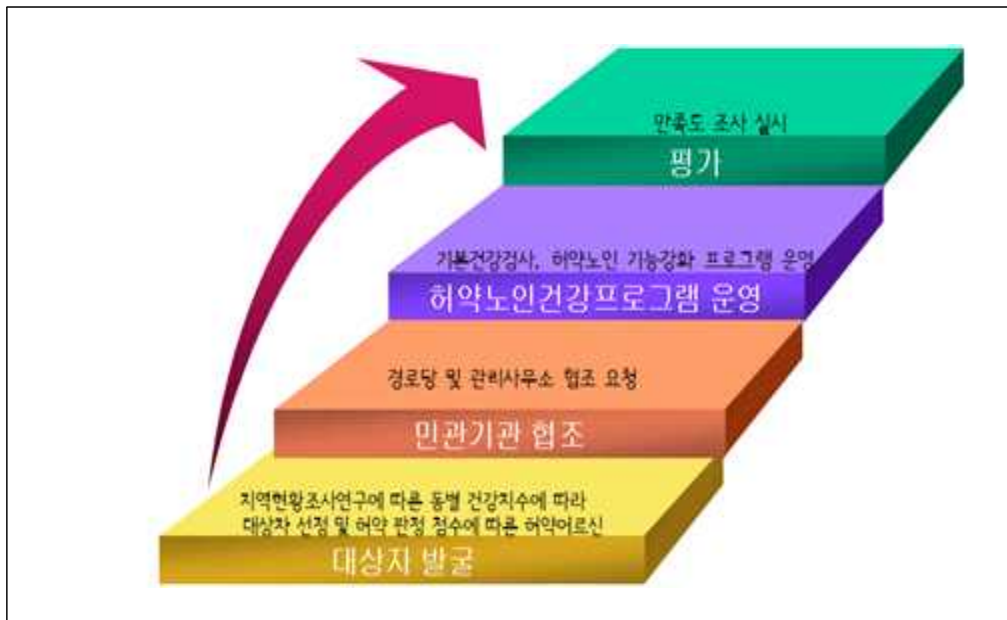 만족도 조사 실시
평가
기본건강검사, 허약노인 기능강화 프로그램 운영
허약노인건강프로그램 운영
경로당 및 관리사무소 협조 요청
민관기관 협조
지역현황조사연구에 따른 동별 건강지수에 따라
대상자 선정 및 허약 판정 점수에 따른 허약어르신
대상자 발굴